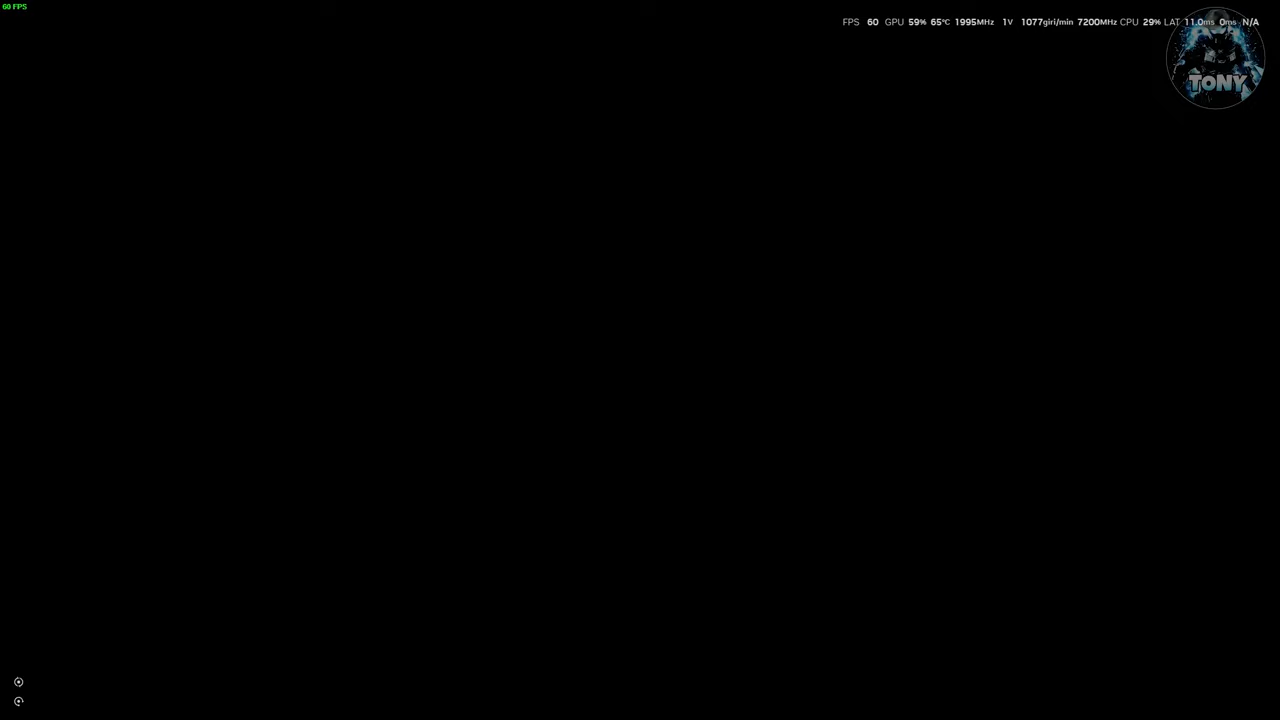 60 FPS
FPS 60 GPU 59% 65°C 1995MHz 1V 1077giri/min 7200MHz CPU 29% LAT 11.0ms 0ms N/A
TONY